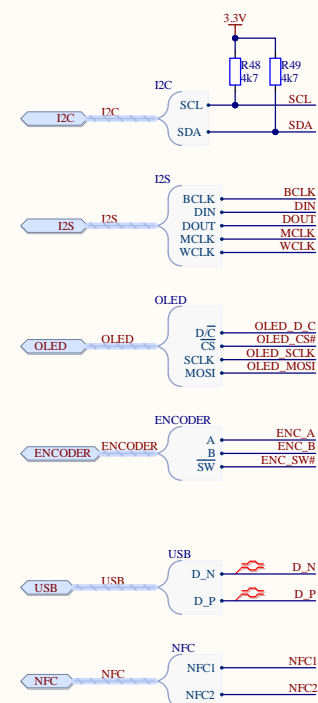 3.3V
R48
4k7
R49
4k7
I2C
I2C
I2C
SCL
SCL
SDA
SDA
I2S
I2S
I2S
BCLK
BCLK
DIN
DIN
DOUT
DOUT
MCLK
MCLK
WCLK
WCLK
OLED
OLED
OLED
D/C̅
OLED_D_C
C̅S̅
OLED_CS#
SCLK
OLED_SCLK
MOSI
OLED_MOSI
ENCODER
ENCODER
ENCODER
A
ENC_A
B
ENC_B
S̅W̅
ENC_SW#
USB
USB
USB
D_N
D_N
D_P
D_P
NFC
NFC
NFC
NFC1
NFC1
NFC2
NFC2